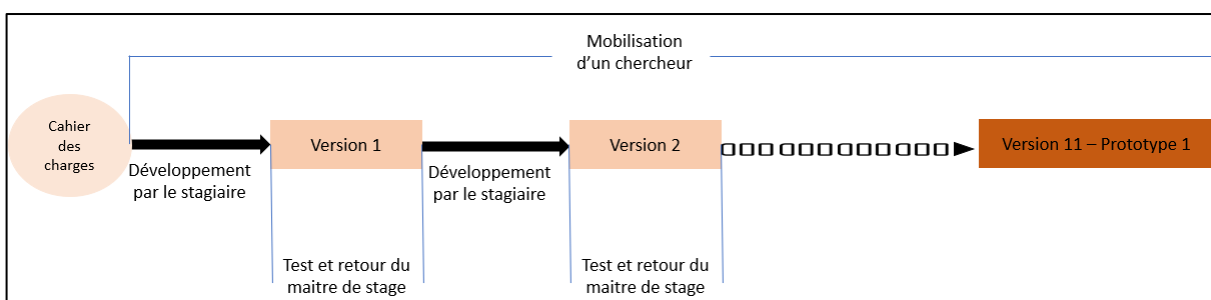 Mobilisation
d’un chercheur
Cahier
des
charges
Développement
par le stagiaire
Version 1
Test et retour du
maitre de stage
Développement
par le stagiaire
Version 2
Test et retour du
maitre de stage
Version 11 – Prototype 1